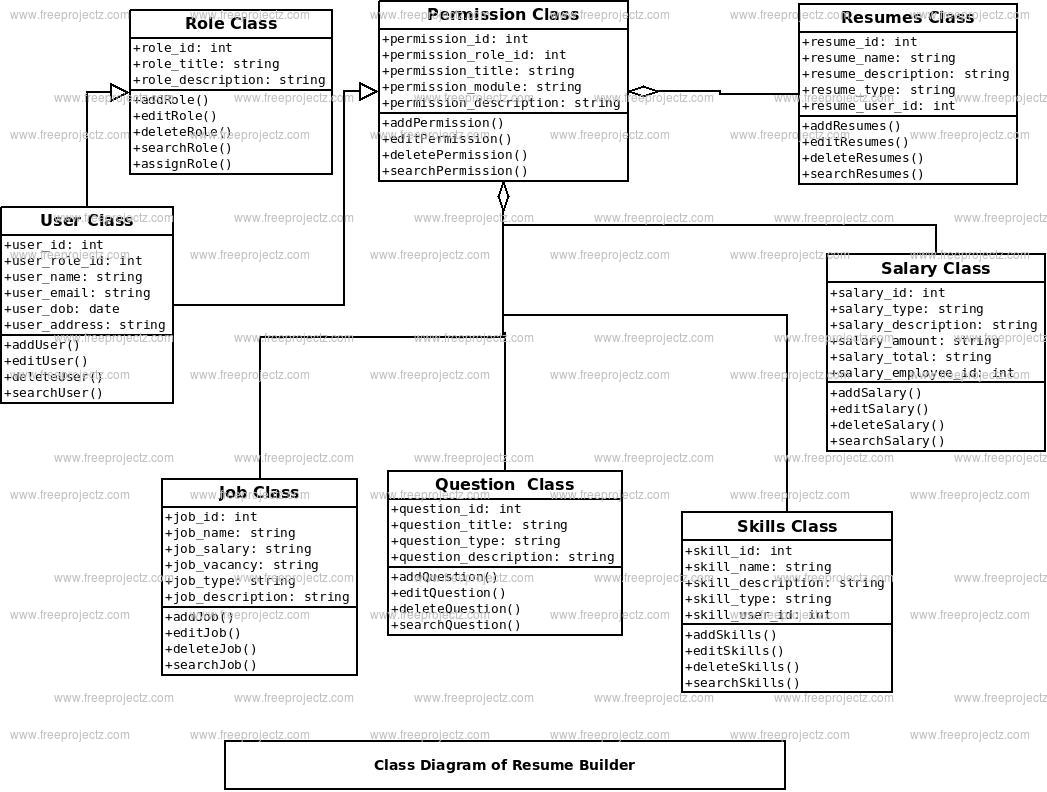 Role Class
+role_id: int
+role_title: string
+role_description: string
+addRole()
+editRole()
+deleteRole()
+searchRole()
+assignRole()
Permission Class
+permission_id: int
+permission_role_id: int
+permission_title: string
+permission_module: string
+permission_description: string
+addPermission()
+editPermission()
+deletePermission()
+searchPermission()
Resumes Class
+resume_id: int
+resume_name: string
+resume_description: string
+resume_type: string
+resume_user_id: int
+addResumes()
+editResumes()
+deleteResumes()
+searchResumes()
User Class
+user_id: int
+user_role_id: int
+user_name: string
+user_email: string
+user_dob: date
+user_address: string
+addUser()
+editUser()
+deleteUser()
+searchUser()
Salary Class
+salary_id: int
+salary_type: string
+salary_description: string
+salary_amount: string
+salary_total: string
+salary_employee_id: int
+addSalary()
+editSalary()
+deleteSalary()
+searchSalary()
Job Class
+job_id: int
+job_name: string
+job_salary: string
+job_vacancy: string
+job_type: string
+job_description: string
+addJob()
+editJob()
+deleteJob()
+searchJob()
Question  Class
+question_id: int
+question_title: string
+question_type: string
+question_description: string
+addQuestion()
+editQuestion()
+deleteQuestion()
+searchQuestion()
Skills Class
+skill_id: int
+skill_name: string
+skill_description: string
+skill_type: string
+skill_user_id: int
+addSkills()
+editSkills()
+deleteSkills()
+searchSkills()
Class Diagram of Resume Builder
www.freeprojectz.com